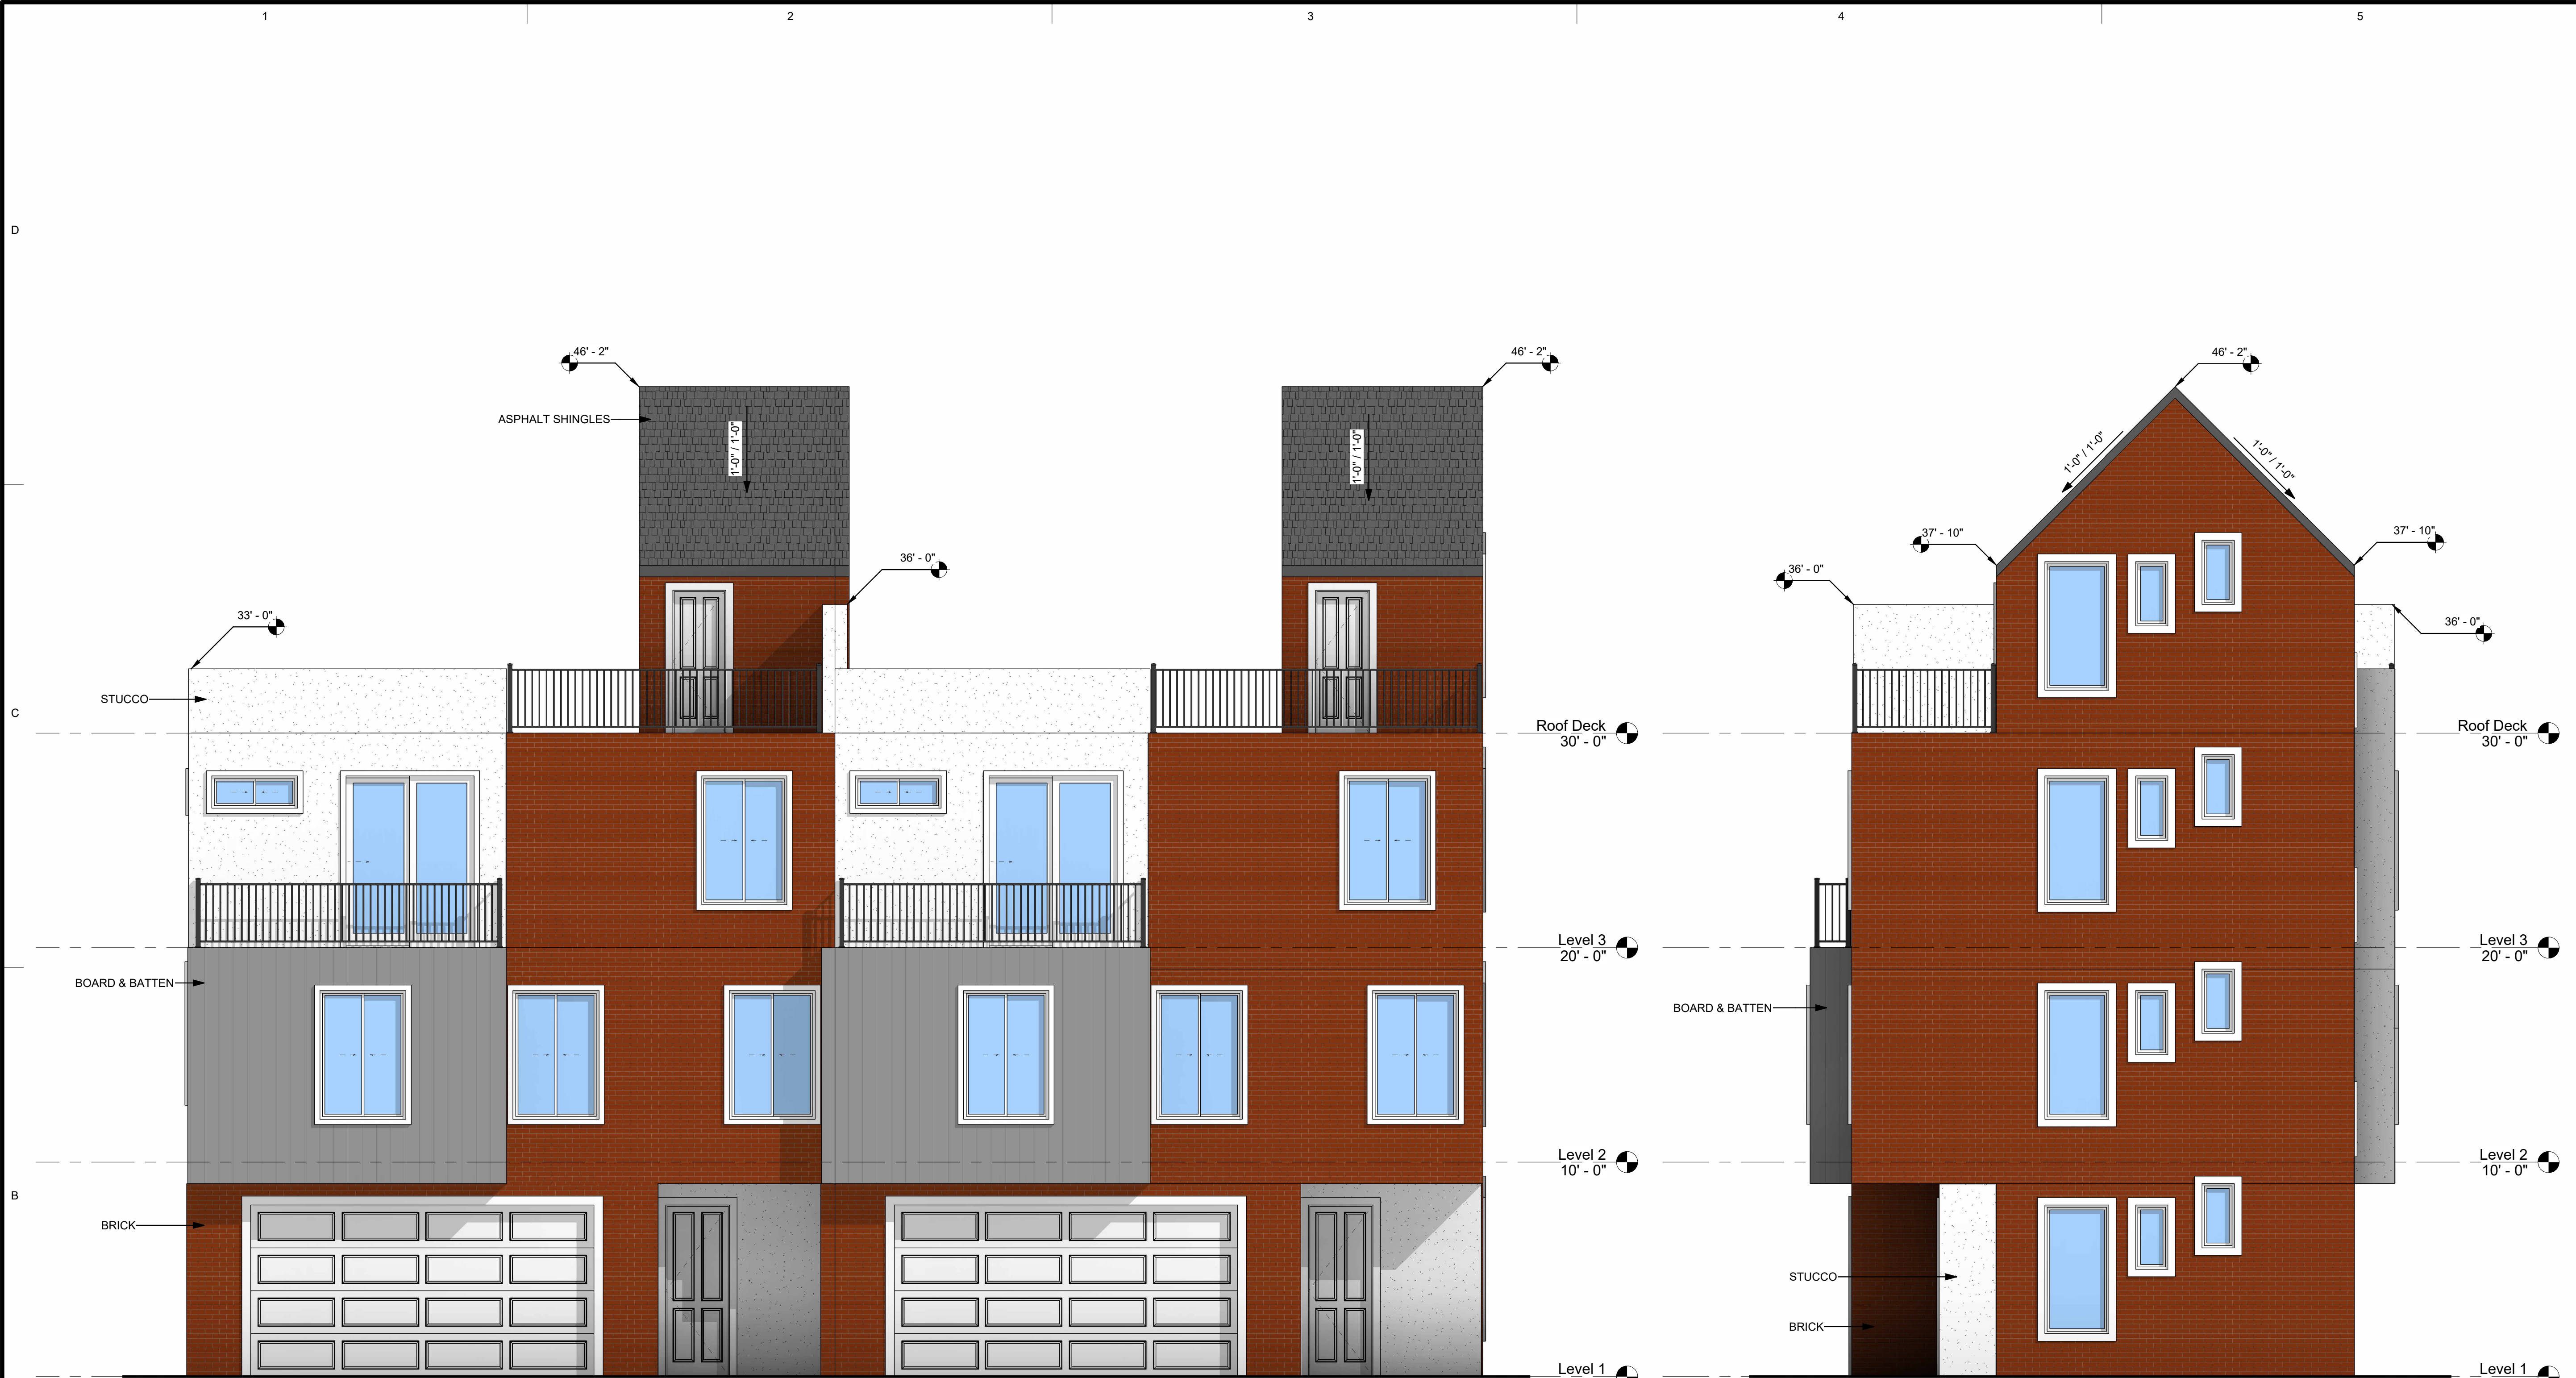 1 2 3 4 5
D
46' - 2"
46' - 2"
46' - 2"
ASPHALT SHINGLES
1'-0" / 1'-0"
1'-0" / 1'-0"
1'-0" / 1'-0"
1'-0" / 1'-0"
37' - 10"
37' - 10"
36' - 0"
36' - 0"
33' - 0"
36' - 0"
STUCCO
C
Roof Deck
30' - 0"
Roof Deck
30' - 0"
Level 3
20' - 0"
Level 3
20' - 0"
BOARD & BATTEN
BOARD & BATTEN
Level 2
10' - 0"
Level 2
10' - 0"
B
BRICK
STUCCO
BRICK
Level 1
Level 1